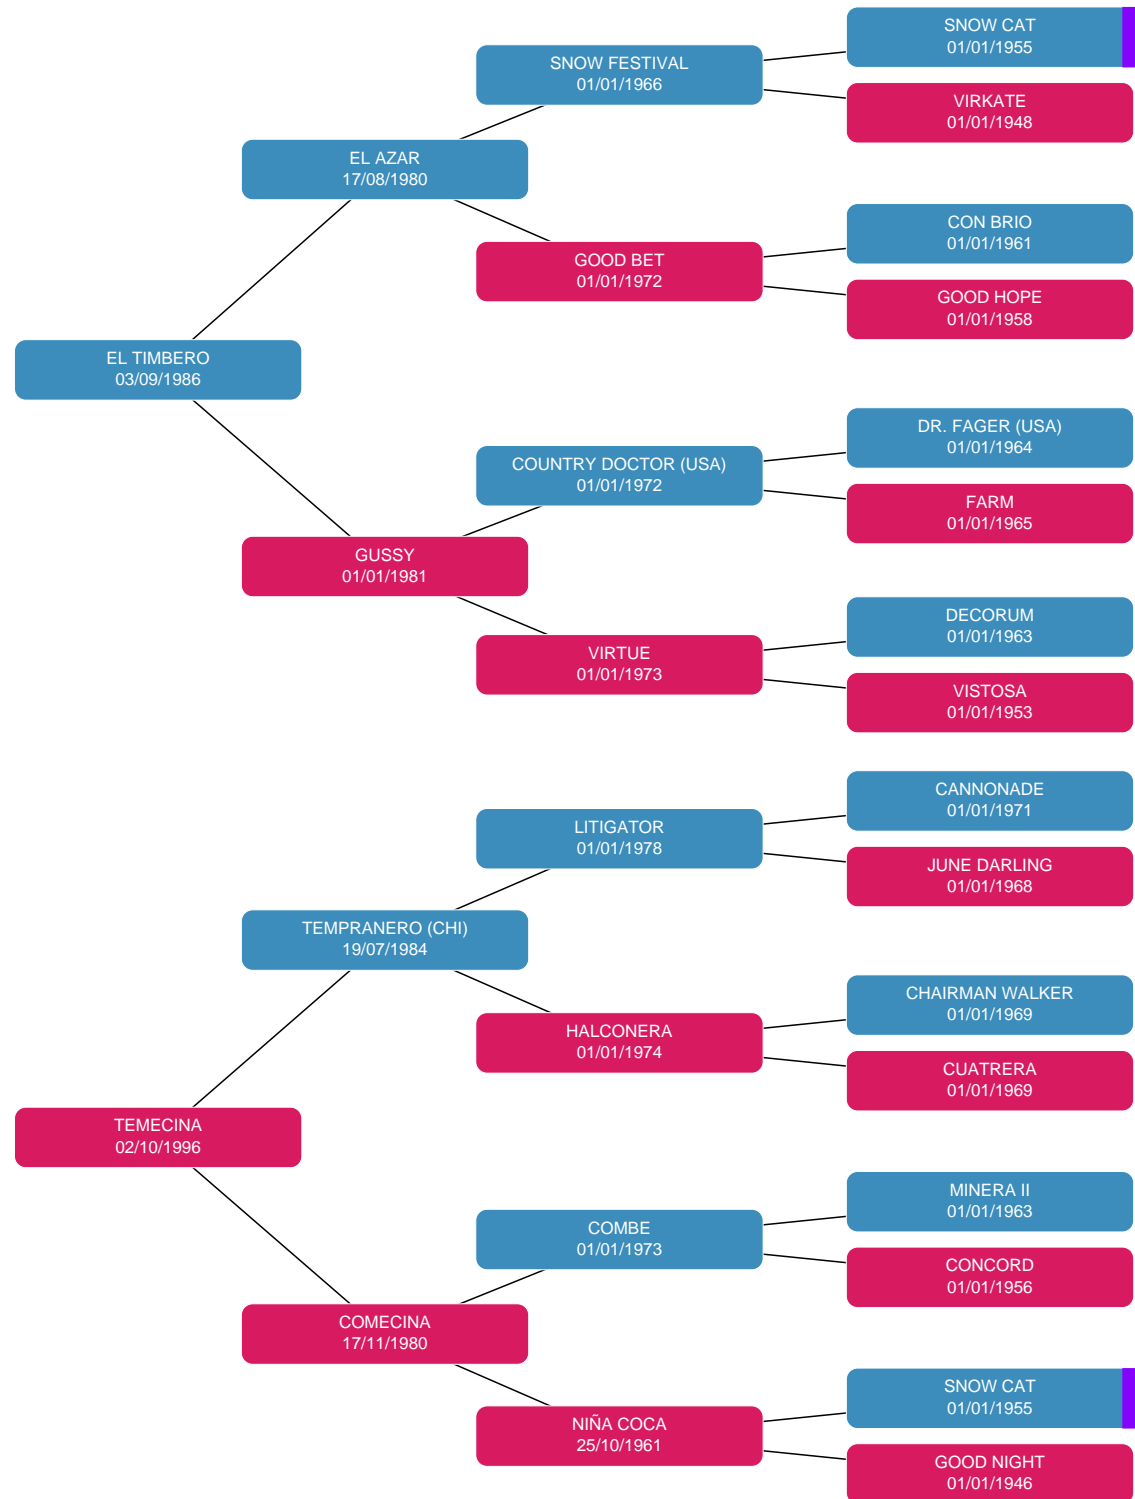 SNOW CAT
01/01/1955
SNOW FESTIVAL
01/01/1966
VIRKATE
01/01/1948
EL AZAR
17/08/1980
CON BRIO
01/01/1961
GOOD BET
01/01/1972
GOOD HOPE
01/01/1958
EL TIMBERO
03/09/1986
DR. FAGER (USA)
01/01/1964
COUNTRY DOCTOR (USA)
01/01/1972
FARM
01/01/1965
GUSSY
01/01/1981
DECORUM
01/01/1963
VIRTUE
01/01/1973
VISTOSA
01/01/1953
CANNONADE
01/01/1971
LITIGATOR
01/01/1978
JUNE DARLING
01/01/1968
TEMPRANERO (CHI)
19/07/1984
CHAIRMAN WALKER
01/01/1969
HALCONERA
01/01/1974
CUATRERA
01/01/1969
TEMECINA
02/10/1996
MINERA II
01/01/1963
COMBE
01/01/1973
CONCORD
01/01/1956
COMECINA
17/11/1980
SNOW CAT
01/01/1955
NIÑA COCA
25/10/1961
GOOD NIGHT
01/01/1946